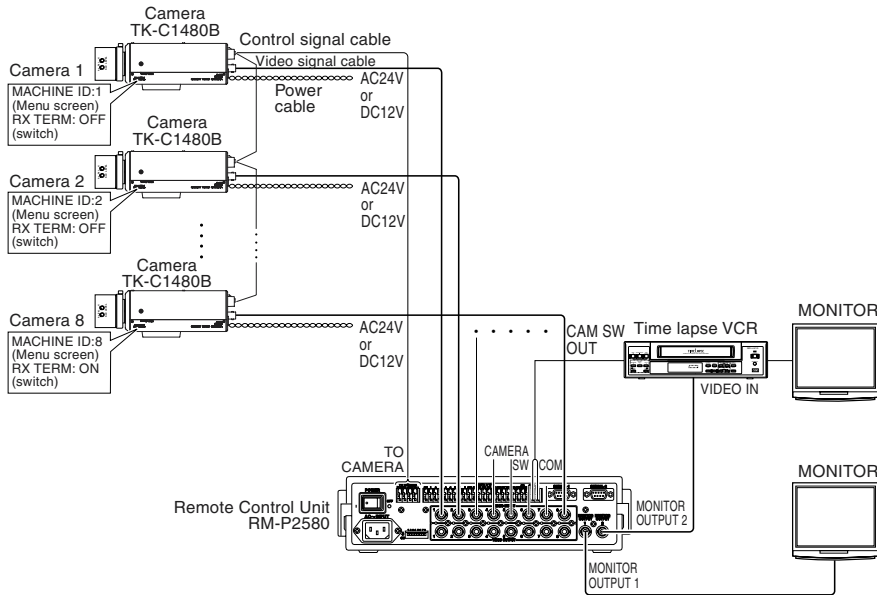 Camera
TK-C1480B
Control signal cable
Video signal cable
Camera 1
MACHINE ID:1
(Menu screen)
RX TERM: OFF
(switch)
Power
cable
AC24V
or
DC12V
Camera
TK-C1480B
Camera 2
MACHINE ID:2
(Menu screen)
RX TERM: OFF
(switch)
AC24V
or
DC12V
Camera
TK-C1480B
Camera 8
MACHINE ID:8
(Menu screen)
RX TERM: ON
(switch)
AC24V
or
DC12V
CAM SW
OUT
Time lapse VCR
VIDEO IN
MONITOR
TO
CAMERA
CAMERA
SW
COM
Remote Control Unit
RM-P2580
POWER
MONITOR
OUTPUT 2
MONITOR
OUTPUT 1
MONITOR